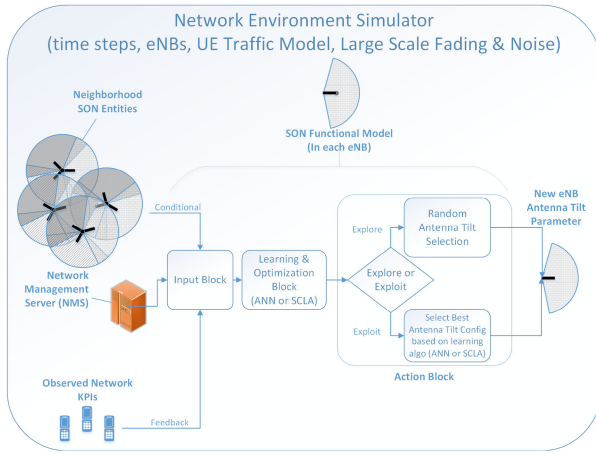 Network Environment Simulator
(time steps, eNBs, UE Traffic Model, Large Scale Fading & Noise)
Neighborhood
SON Entities
SON Functional Model
(In each eNB)
New eNB
Antenna Tilt
Parameter
Conditional
Random
Antenna Tilt
Selection
Explore
Network
Management
Server (NMS)
Input Block
Learning &
Optimization
Block
(ANN or SCLA)
Explore or
Exploit
Exploit
Select Best
Antenna Tilt Config
based on learning
algo (ANN or SCLA)
Action Block
Observed Network
KPIs
Feedback